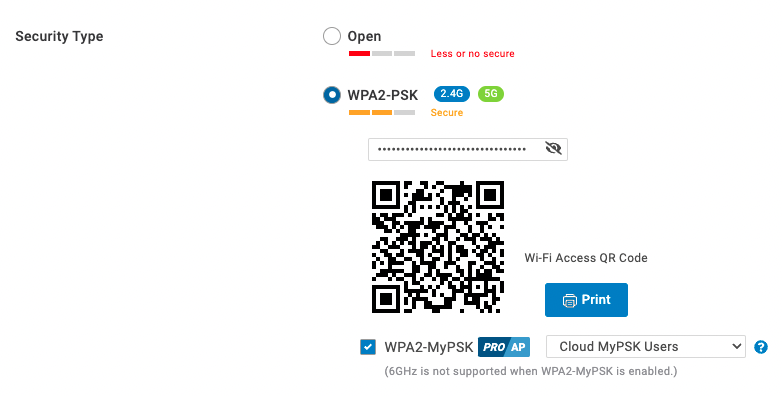 Security Type
Open
Less or no secure
WPA2-PSK 2.4G 5G
Secure
Wi-Fi Access QR Code
Print
WPA2-MyPSK PRO AP Cloud MyPSK Users ?
(6GHz is not supported when WPA2-MyPSK is enabled.)